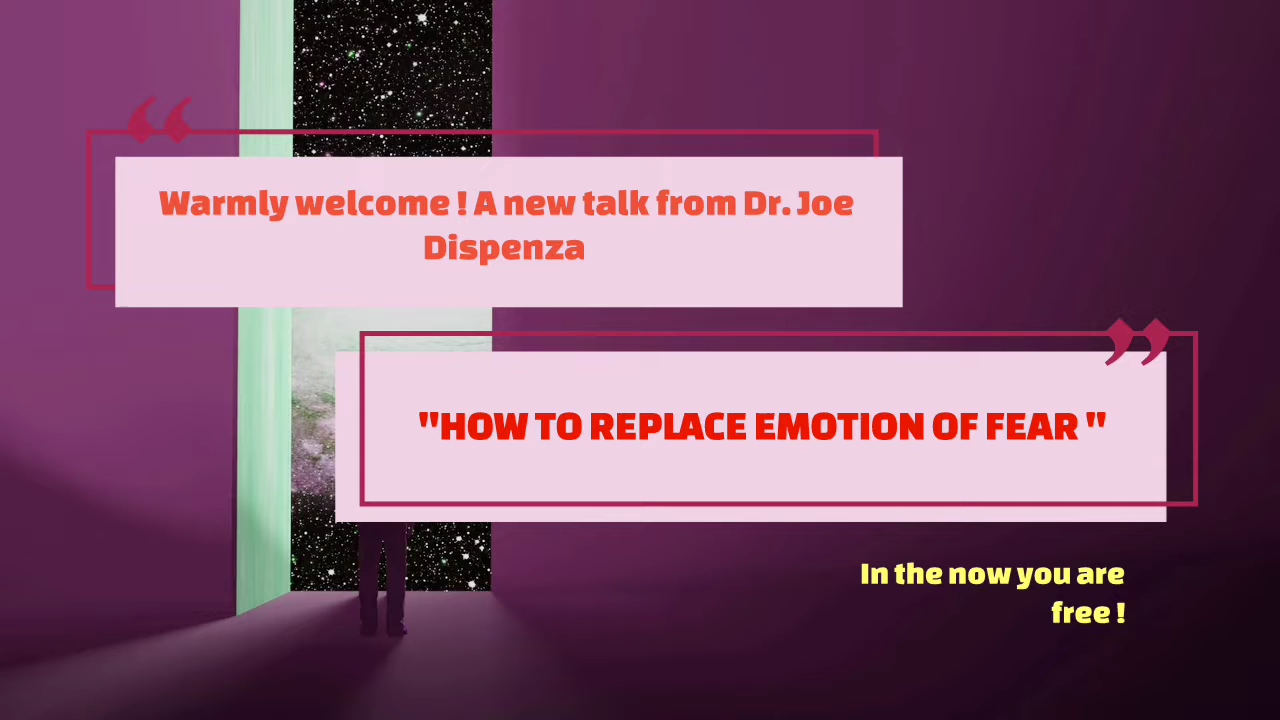 Warmly welcome ! A new talk from Dr. Joe
Dispenza
"HOW TO REPLACE EMOTION OF FEAR "
In the now you are
free !